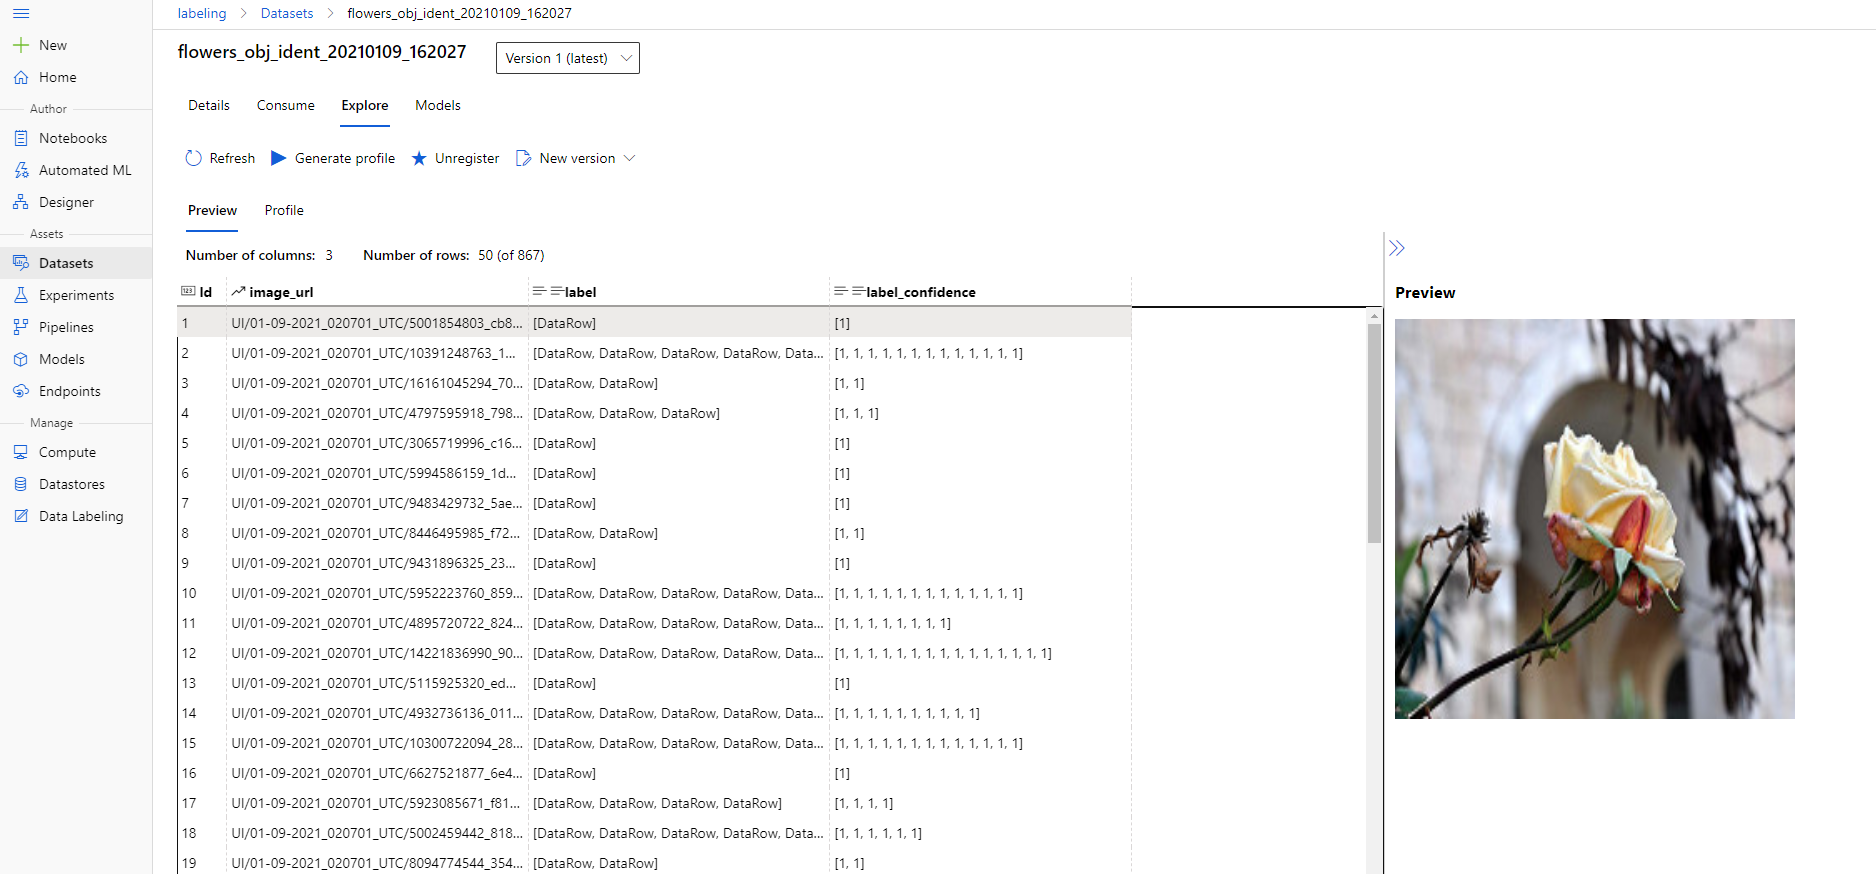 labeling > Datasets > flowers_obj_ident_20210109_162027
New
Home
Author
Notebooks
Automated ML
Designer
Assets
Datasets
Experiments
Pipelines
Models
Endpoints
Manage
Compute
Datastores
Data Labeling
flowers_obj_ident_20210109_162027 Version 1 (latest)
Details Consume Explore Models
Refresh Generate profile Unregister New version
Preview Profile
Number of columns: 3 Number of rows: 50 (of 867)
Id image_url label label_confidence
1 UI/01-09-2021_020701_UTC/5001854803_cb8... [DataRow] [1]
2 UI/01-09-2021_020701_UTC/10391248763_1... [DataRow, DataRow, DataRow, DataRow, Data... [1, 1, 1, 1, 1, 1, 1, 1, 1, 1, 1, 1, 1]
3 UI/01-09-2021_020701_UTC/16161045294_70... [DataRow, DataRow] [1, 1]
4 UI/01-09-2021_020701_UTC/4797595918_798... [DataRow, DataRow, DataRow] [1, 1, 1]
5 UI/01-09-2021_020701_UTC/3065719996_c16... [DataRow] [1]
6 UI/01-09-2021_020701_UTC/5994586159_1d... [DataRow] [1]
7 UI/01-09-2021_020701_UTC/9483429732_5ae... [DataRow] [1]
8 UI/01-09-2021_020701_UTC/8446495985_f72... [DataRow, DataRow] [1, 1]
9 UI/01-09-2021_020701_UTC/9431896325_23... [DataRow] [1]
10 UI/01-09-2021_020701_UTC/5952223760_859... [DataRow, DataRow, DataRow, DataRow, Data... [1, 1, 1, 1, 1, 1, 1, 1, 1, 1, 1, 1, 1]
11 UI/01-09-2021_020701_UTC/4895720722_824... [DataRow, DataRow, DataRow, DataRow, Data... [1, 1, 1, 1, 1, 1, 1, 1]
12 UI/01-09-2021_020701_UTC/14221836990_90... [DataRow, DataRow, DataRow, DataRow, Data... [1, 1, 1, 1, 1, 1, 1, 1, 1, 1, 1, 1, 1, 1, 1]
13 UI/01-09-2021_020701_UTC/5115925320_ed... [DataRow] [1]
14 UI/01-09-2021_020701_UTC/4932736136_011... [DataRow, DataRow, DataRow, DataRow, Data... [1, 1, 1, 1, 1, 1, 1, 1, 1, 1]
15 UI/01-09-2021_020701_UTC/10300722094_28... [DataRow, DataRow, DataRow, DataRow, Data... [1, 1, 1, 1, 1, 1, 1, 1, 1, 1, 1, 1, 1]
16 UI/01-09-2021_020701_UTC/6627521877_6e4... [DataRow] [1]
17 UI/01-09-2021_020701_UTC/5923085671_f81... [DataRow, DataRow, DataRow, DataRow] [1, 1, 1, 1]
18 UI/01-09-2021_020701_UTC/5002459442_818... [DataRow, DataRow, DataRow, DataRow, Data... [1, 1, 1, 1, 1, 1]
19 UI/01-09-2021_020701_UTC/8094774544_354... [DataRow, DataRow] [1, 1]
Preview